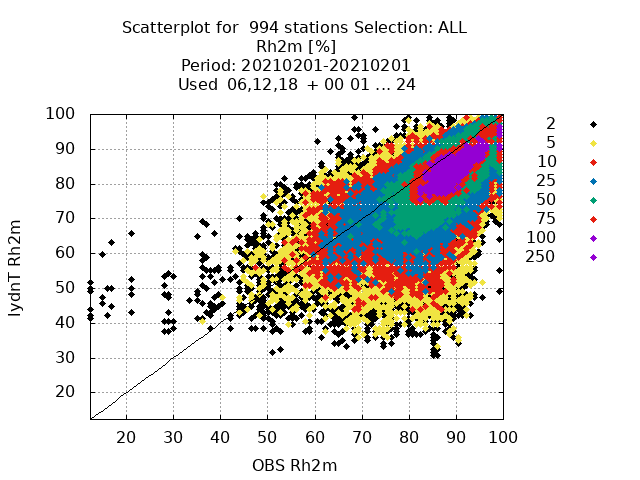 Scatterplot for 994 stations Selection: ALL
Rh2m [%]
Period: 20210201-20210201
Used 06,12,18 + 00 01 ... 24
100
90
80
70
60
50
40
30
20
20 30 40 50 60 70 80 90 100
lydnT Rh2m
OBS Rh2m
2
5
10
25
50
75
100
250